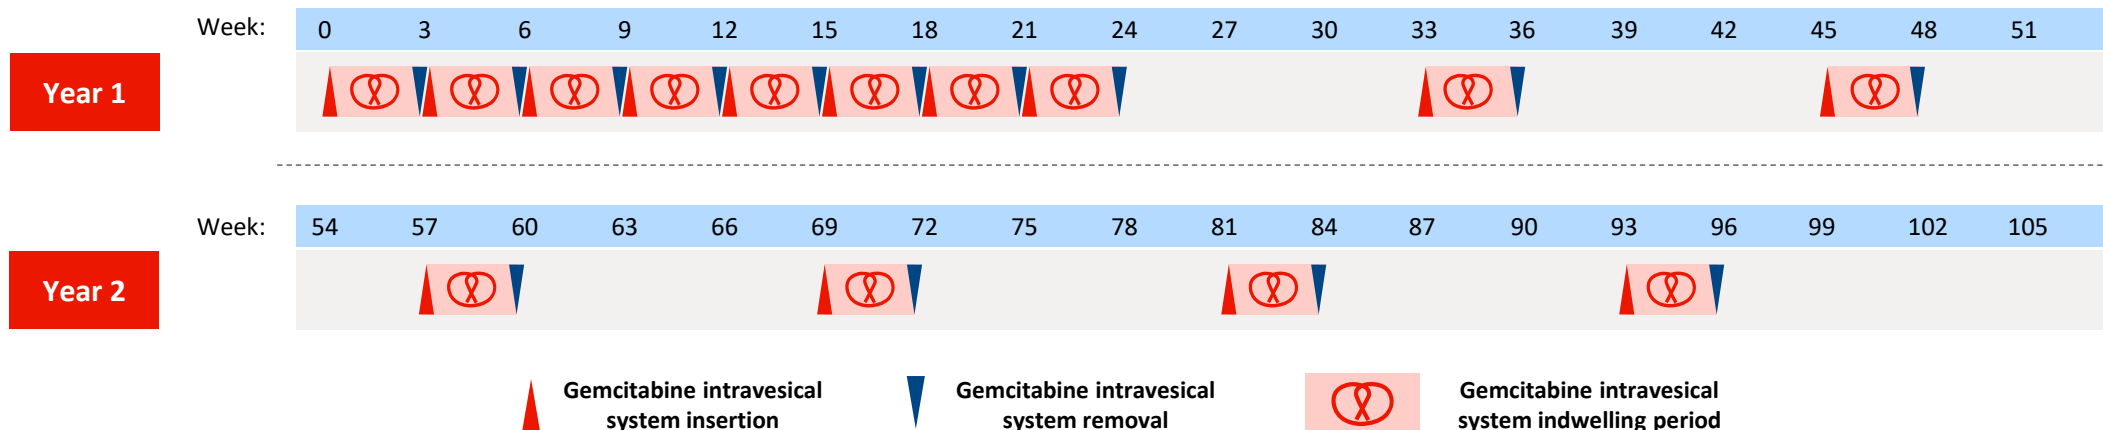 Week: 0 3 6 9 12 15 18 21 24 27 30 33 36 39 42 45 48 51
Year 1
Week: 54 57 60 63 66 69 72 75 78 81 84 87 90 93 96 99 102 105
Year 2
Gemcitabine intravesical
system insertion
Gemcitabine intravesical
system removal
Gemcitabine intravesical
system indwelling period